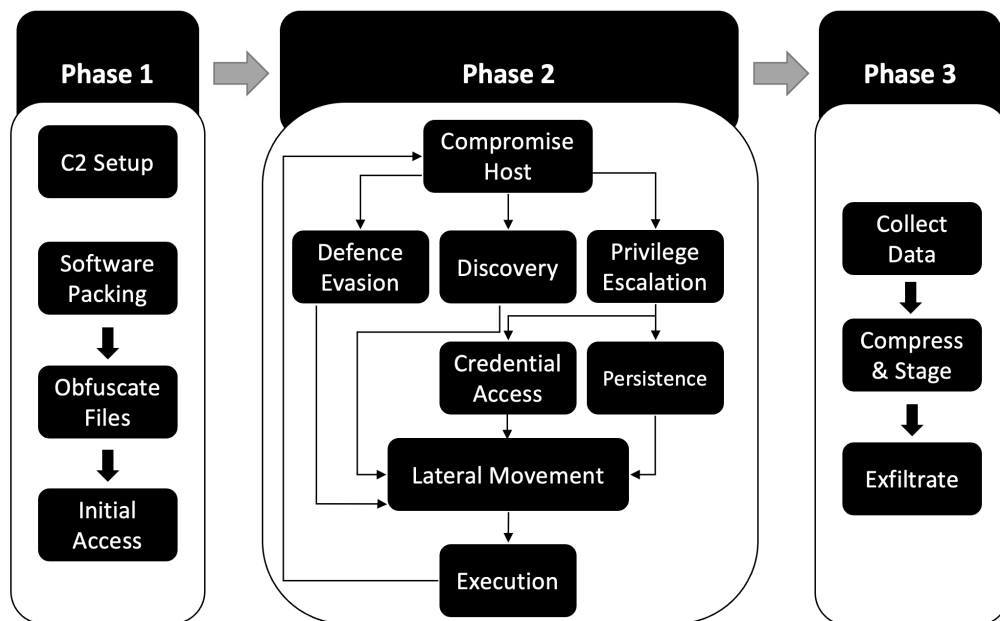 Phase 1
C2 Setup
Software
Packing
Obfuscate
Files
Initial
Access
Phase 2
Compromise
Host
Defence
Evasion
Discovery
Privilege
Escalation
Credential
Access
Persistence
Lateral Movement
Execution
Phase 3
Collect
Data
Compress
& Stage
Exfiltrate